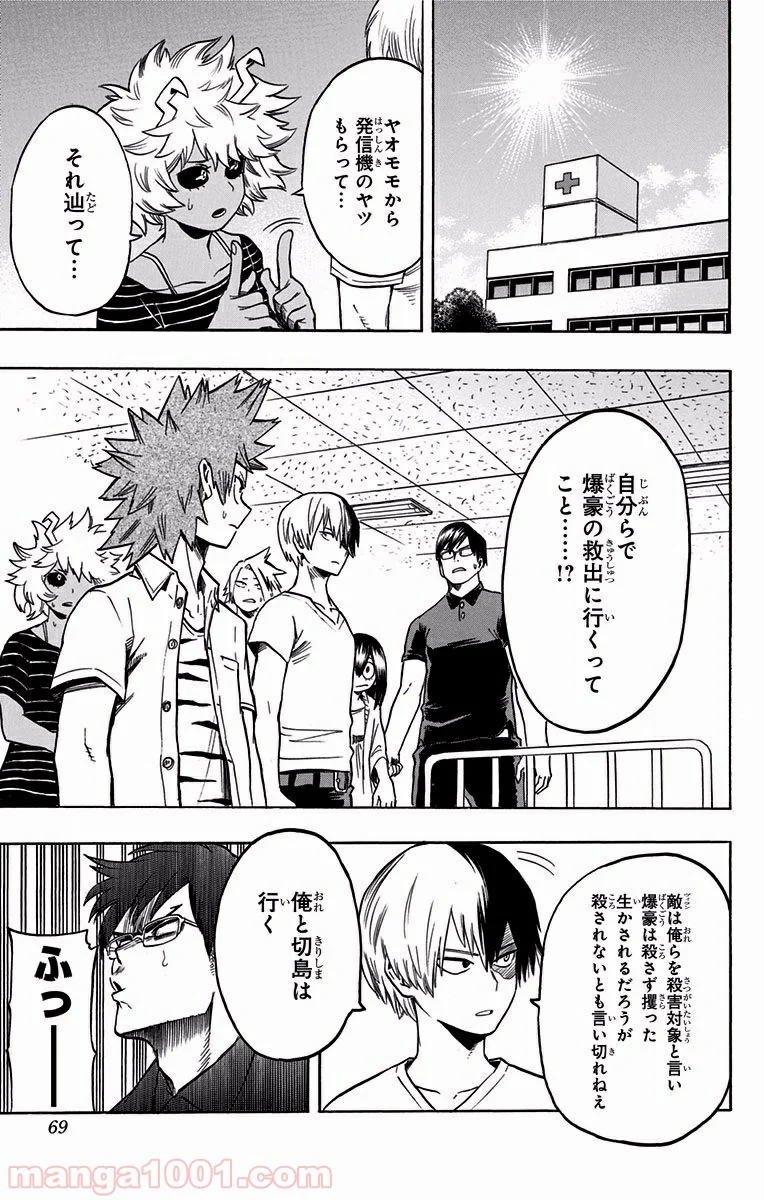 ヤオモモから
発信機のヤツ
もらって…
それ辿って…
自分らで
爆豪の救出に行くって
こと……!?
敵は俺らを殺害対象と言い
爆豪は殺さず攫った
生かされるだろうが
殺されないとも言い切れねえ
俺と切島は
行く
ふっ──
69
manga1001.com